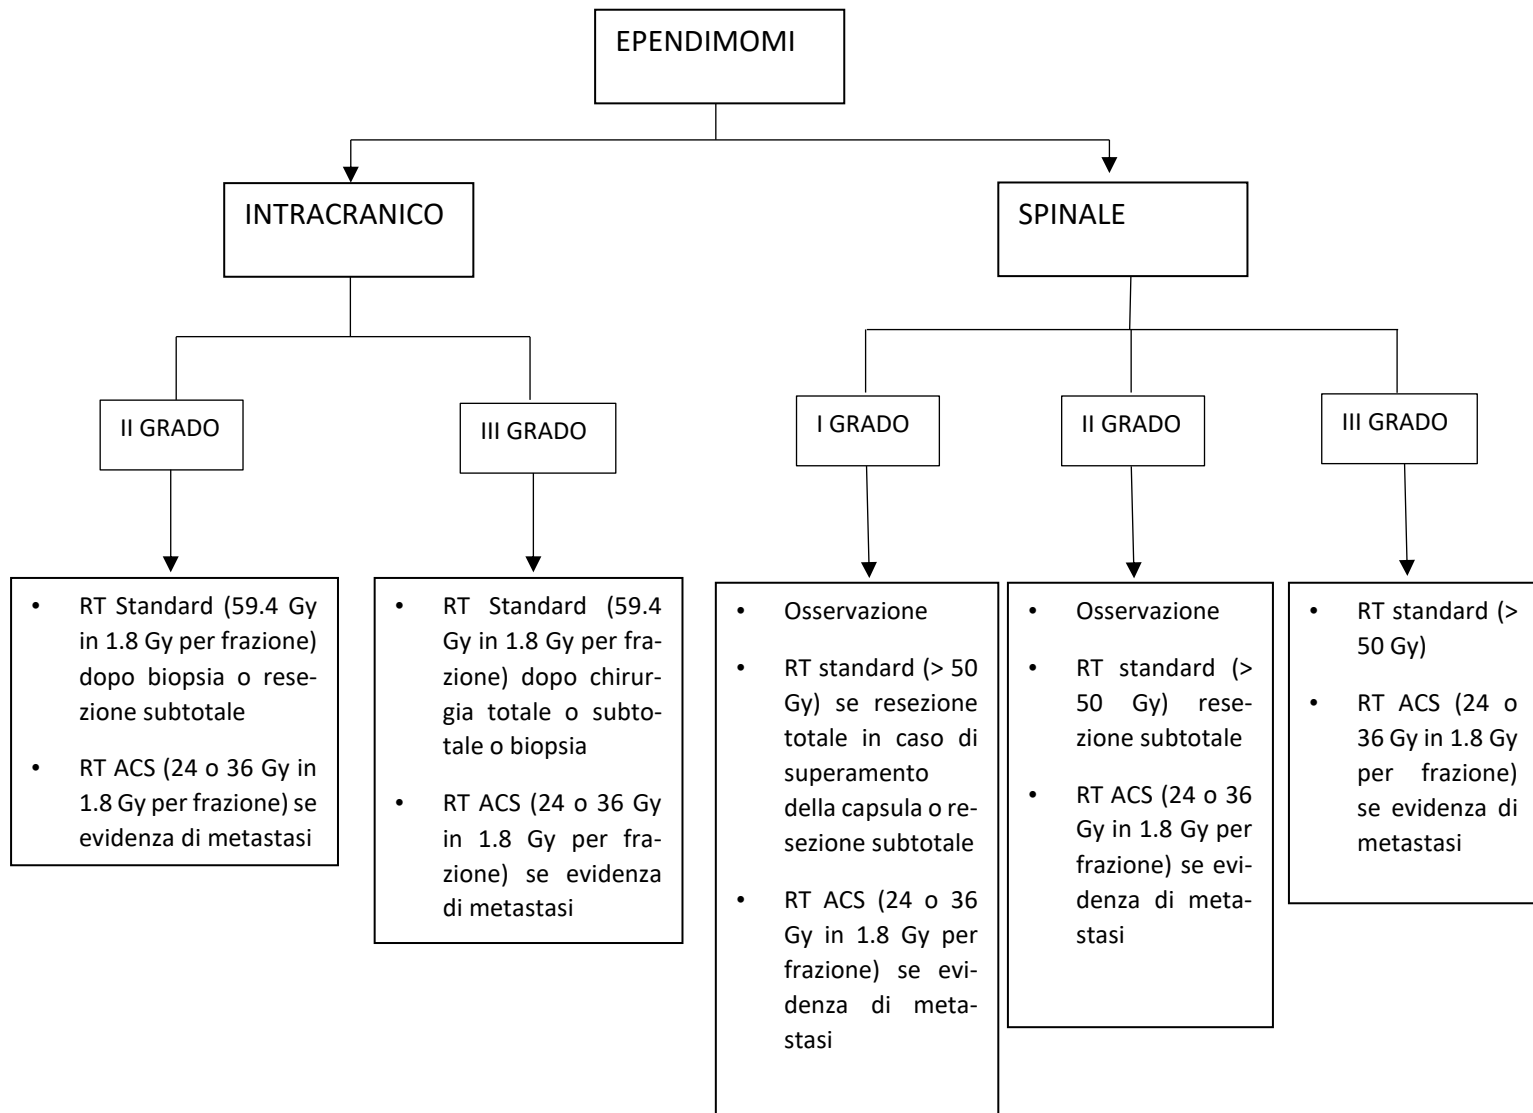 EPENDIMOMI
INTRACRANICO
SPINALE
II GRADO
III GRADO
I GRADO
II GRADO
III GRADO
• RT Standard (59.4 Gy
in 1.8 Gy per frazione)
dopo biopsia o rese-
zione subtotale
• RT ACS (24 o 36 Gy in
1.8 Gy per frazione) se
evidenza di metastasi
• RT Standard (59.4
Gy in 1.8 Gy per fra-
zione) dopo chirur-
gia totale o subto-
tale o biopsia
• RT ACS (24 o 36 Gy
in 1.8 Gy per fra-
zione) se evidenza
di metastasi
• Osservazione
• RT standard (> 50
Gy) se resezione
totale in caso di
superamento
della capsula o re-
sezione subtotale
• RT ACS (24 o 36
Gy in 1.8 Gy per
frazione) se evi-
denza di meta-
stasi
• Osservazione
• RT standard (>
50 Gy) rese-
zione subtotale
• RT ACS (24 o 36
Gy in 1.8 Gy per
frazione) se evi-
denza di meta-
stasi
• RT standard (>
50 Gy)
• RT ACS (24 o
36 Gy in 1.8 Gy
per frazione)
se evidenza di
metastasi